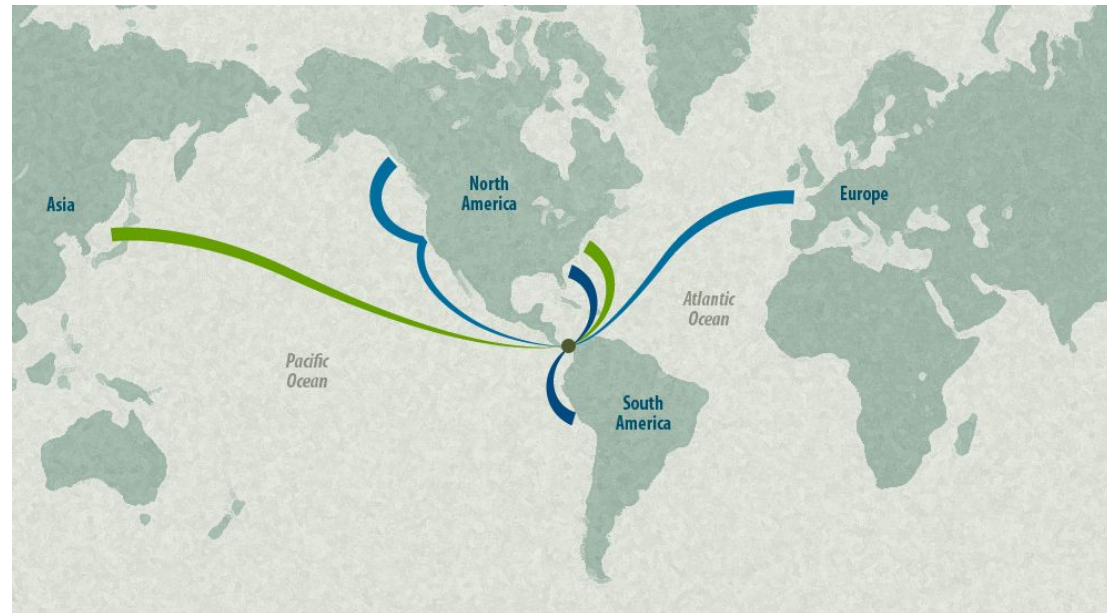 Asia
North
America
Europe
Atlantic
Ocean
Pacific
Ocean
South
America